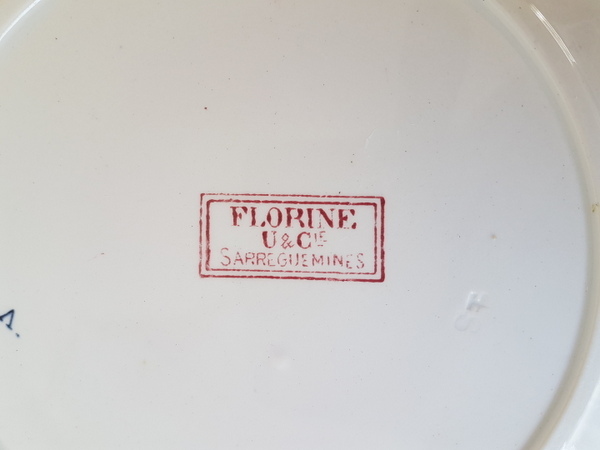 FLORINE
U & CIE
SARREGUEMINES